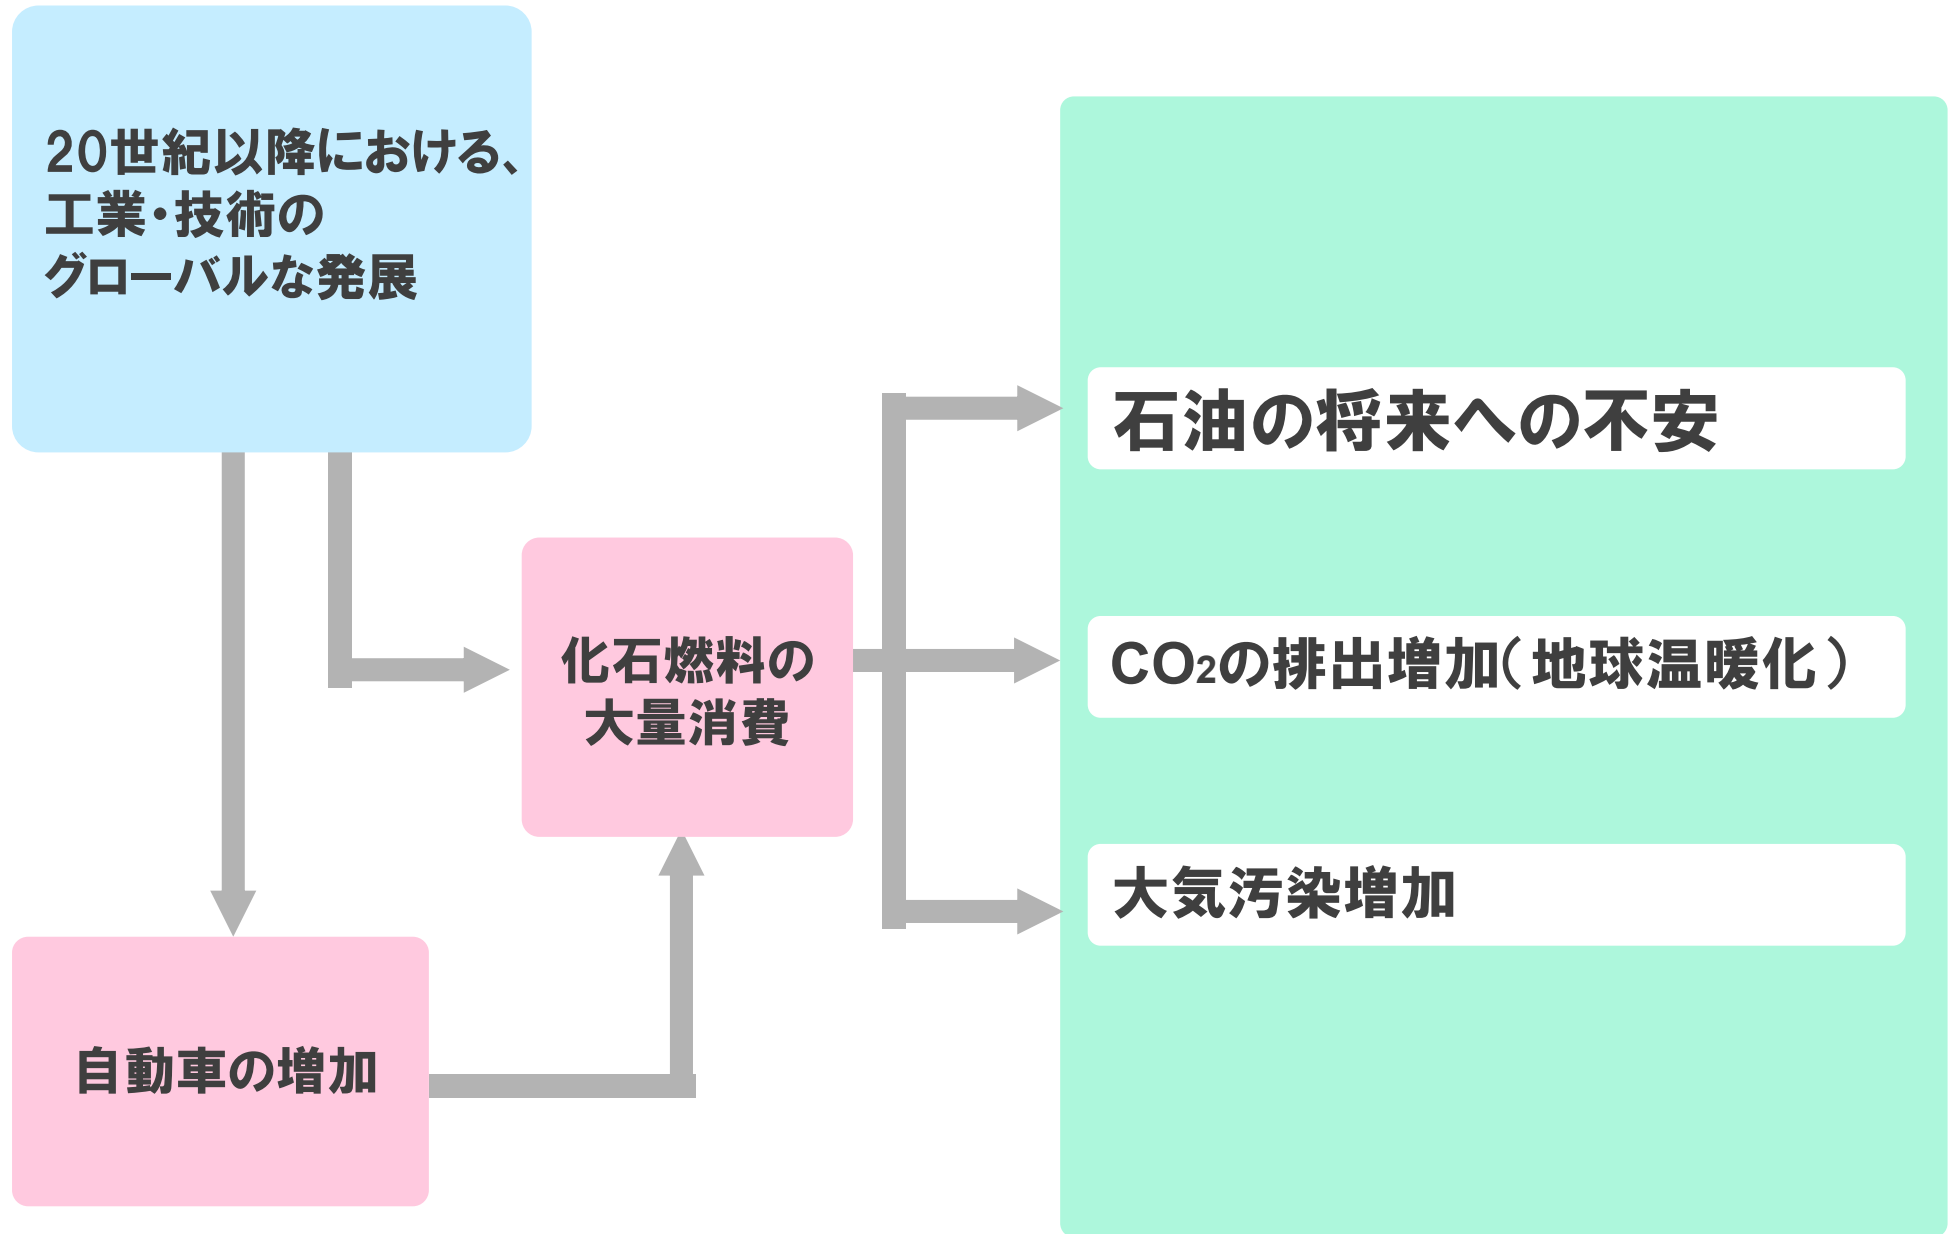 20世紀以降における、
工業・技術の
グローバルな発展
化石燃料の
大量消費
自動車の増加
石油の将来への不安
CO₂の排出増加(地球温暖化)
大気汚染増加